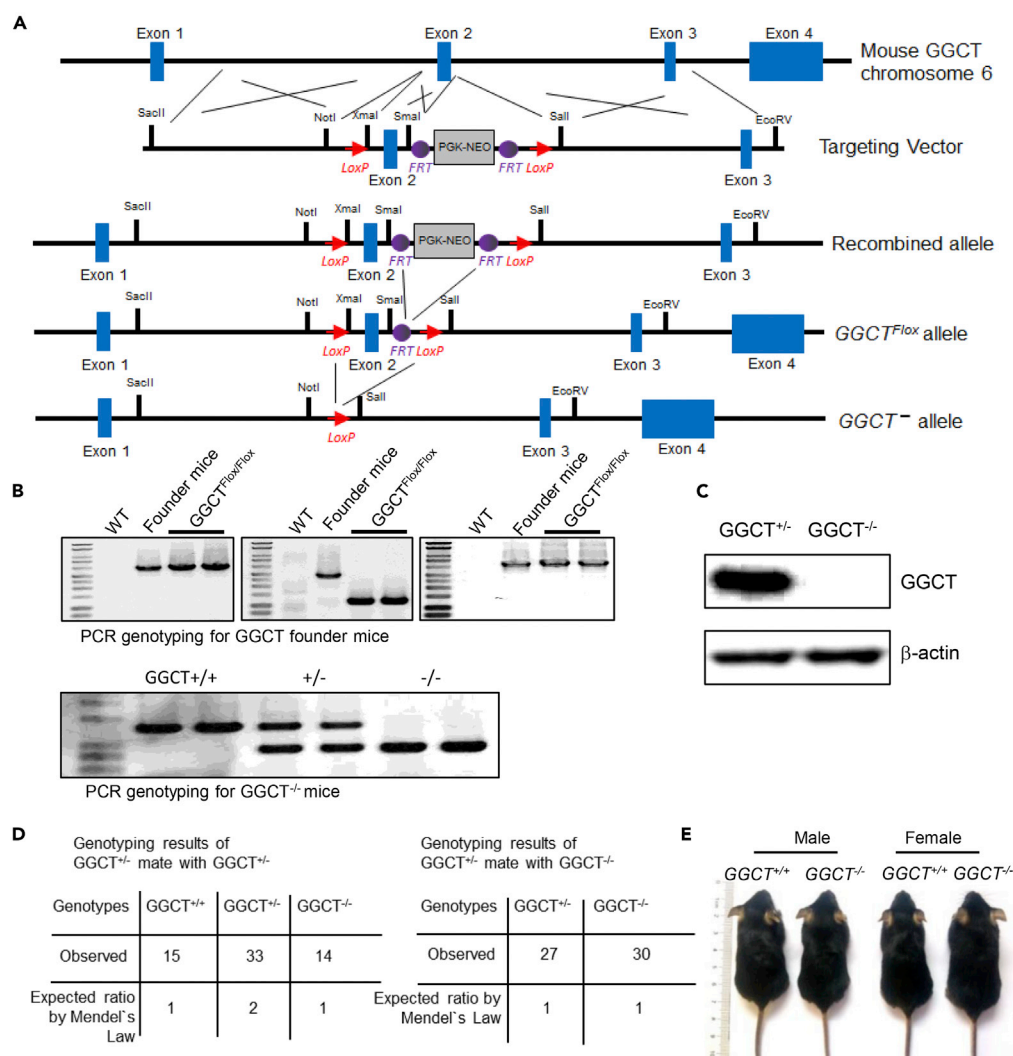 A
Exon 1
Exon 2
Exon 3
Exon 4
Mouse GGCT
chromosome 6
SacII
NotI
XmaI
SmaI
SalI
EcoRV
PGK-NEO
LoxP
Exon 2
FRT
FRT
LoxP
Exon 3
Targeting Vector
SacII
NotI
XmaI
SmaI
SalI
EcoRV
PGK-NEO
Exon 1
LoxP
Exon 2
FRT
FRT
LoxP
Exon 3
Recombined allele
SacII
NotI
XmaI
SmaI
SalI
EcoRV
Exon 1
LoxP
Exon 2
FRT
LoxP
Exon 3
Exon 4
GGCTFlox allele
SacII
NotI
SalI
EcoRV
Exon 1
LoxP
Exon 3
Exon 4
GGCT− allele
B
WT
Founder mice
GGCTFlox/Flox
WT
Founder mice
GGCTFlox/Flox
WT
Founder mice
GGCTFlox/Flox
PCR genotyping for GGCT founder mice
GGCT+/+ +/- -/-
PCR genotyping for GGCT-/- mice
C
GGCT+/- GGCT-/-
GGCT
β-actin
D
Genotyping results of
GGCT+/- mate with GGCT+/-
Genotypes GGCT+/+ GGCT+/- GGCT-/-
Observed 15 33 14
Expected ratio
by Mendel`s
Law
1 2 1
Genotyping results of
GGCT+/- mate with GGCT-/-
Genotypes GGCT+/- GGCT-/-
Observed 27 30
Expected ratio by
Mendel`s Law
1 1
E
Male Female
GGCT+/+ GGCT-/- GGCT+/+ GGCT-/-